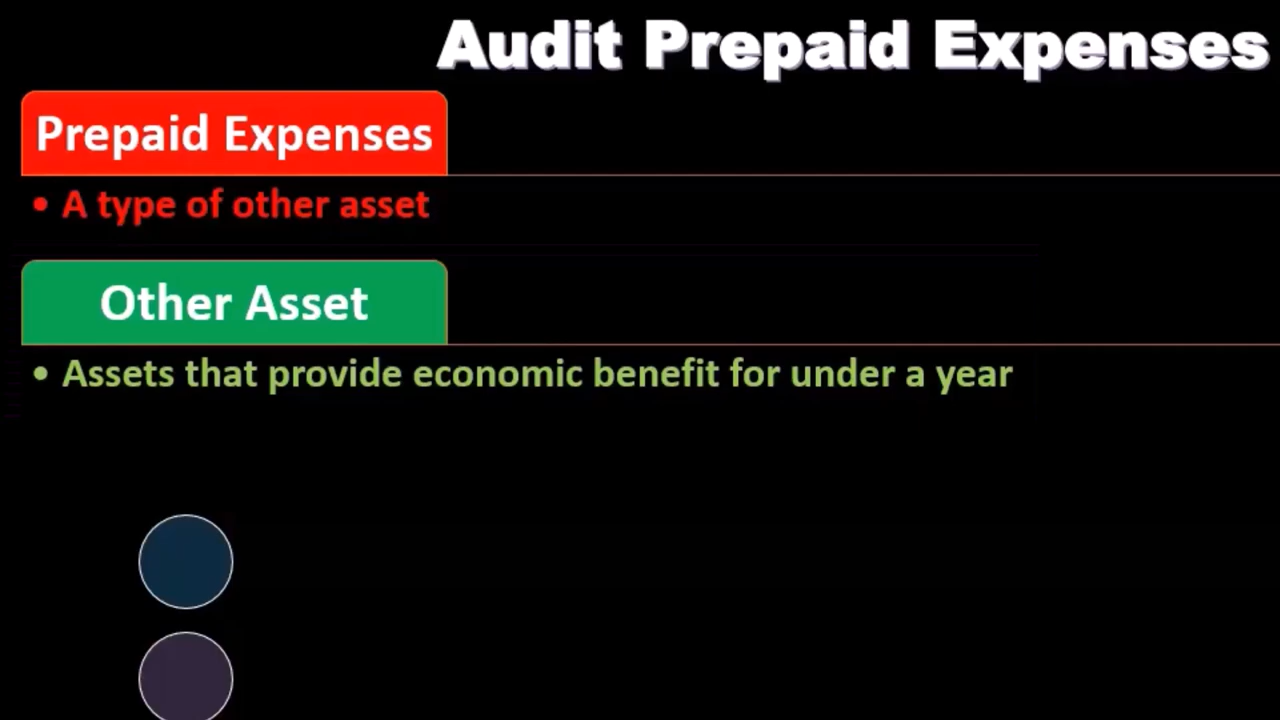 Audit Prepaid Expenses
Prepaid Expenses
• A type of other asset
Other Asset
• Assets that provide economic benefit for under a year